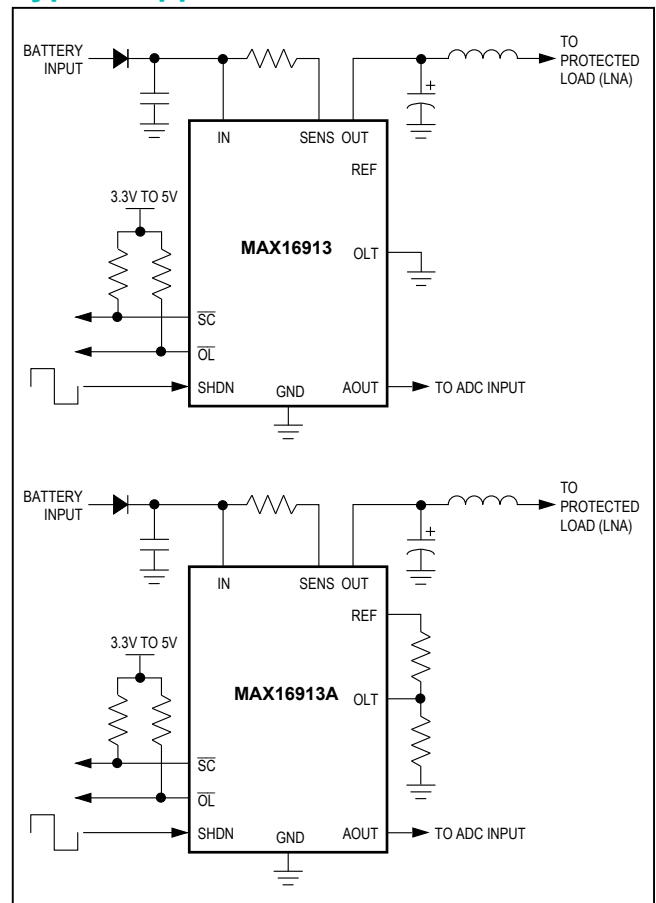 BATTERY
INPUT
TO
PROTECTED
LOAD (LNA)
IN
SENS OUT
REF
3.3V TO 5V
MAX16913
OLT
SC
OL
SHDN
GND
AOUT
TO ADC INPUT
BATTERY
INPUT
TO
PROTECTED
LOAD (LNA)
IN
SENS OUT
REF
3.3V TO 5V
MAX16913A
OLT
SC
OL
SHDN
GND
AOUT
TO ADC INPUT